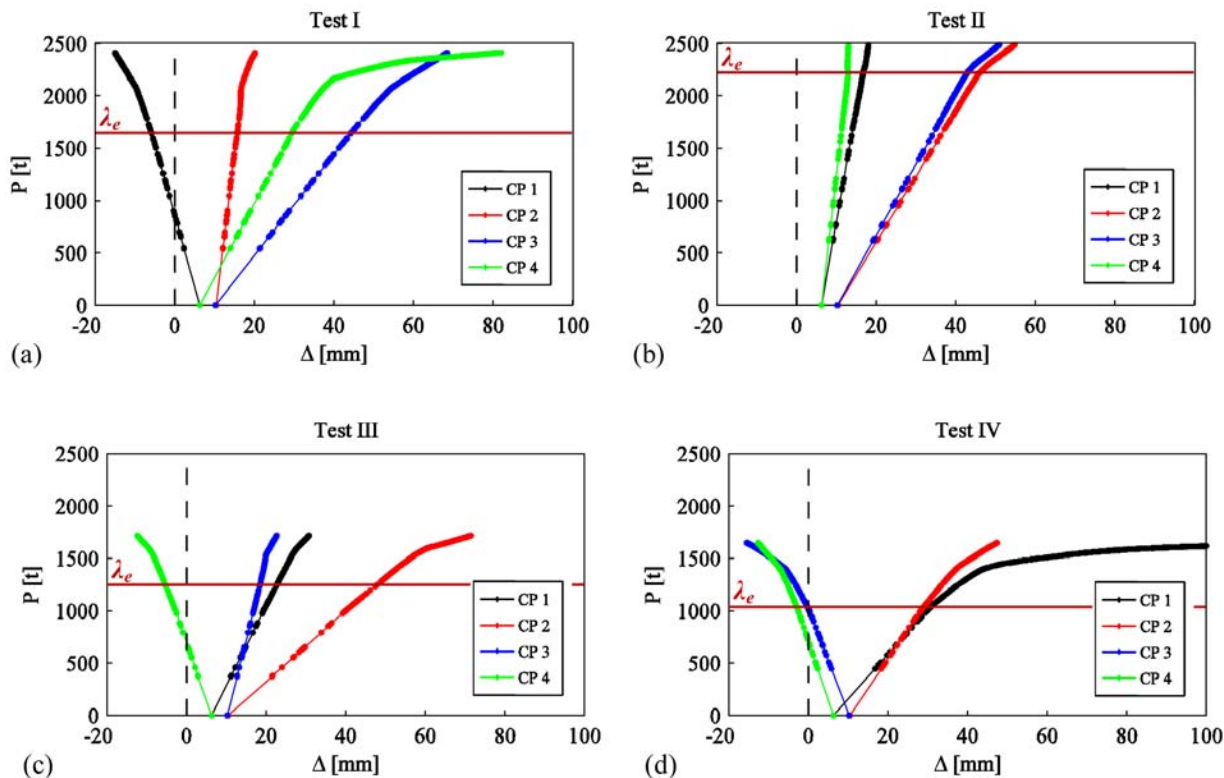 Test I
2500
2000
1500
1000
500
0
P [t]
λe
CP 1
CP 2
CP 3
CP 4
-20 0 20 40 60 80 100
Δ [mm]
(a)
Test II
2500
2000
1500
1000
500
0
P [t]
λe
CP 1
CP 2
CP 3
CP 4
-20 0 20 40 60 80 100
Δ [mm]
(b)
Test III
2500
2000
1500
1000
500
0
P [t]
λe
CP 1
CP 2
CP 3
CP 4
-20 0 20 40 60 80 100
Δ [mm]
(c)
Test IV
2500
2000
1500
1000
500
0
P [t]
λe
CP 1
CP 2
CP 3
CP 4
-20 0 20 40 60 80 100
Δ [mm]
(d)